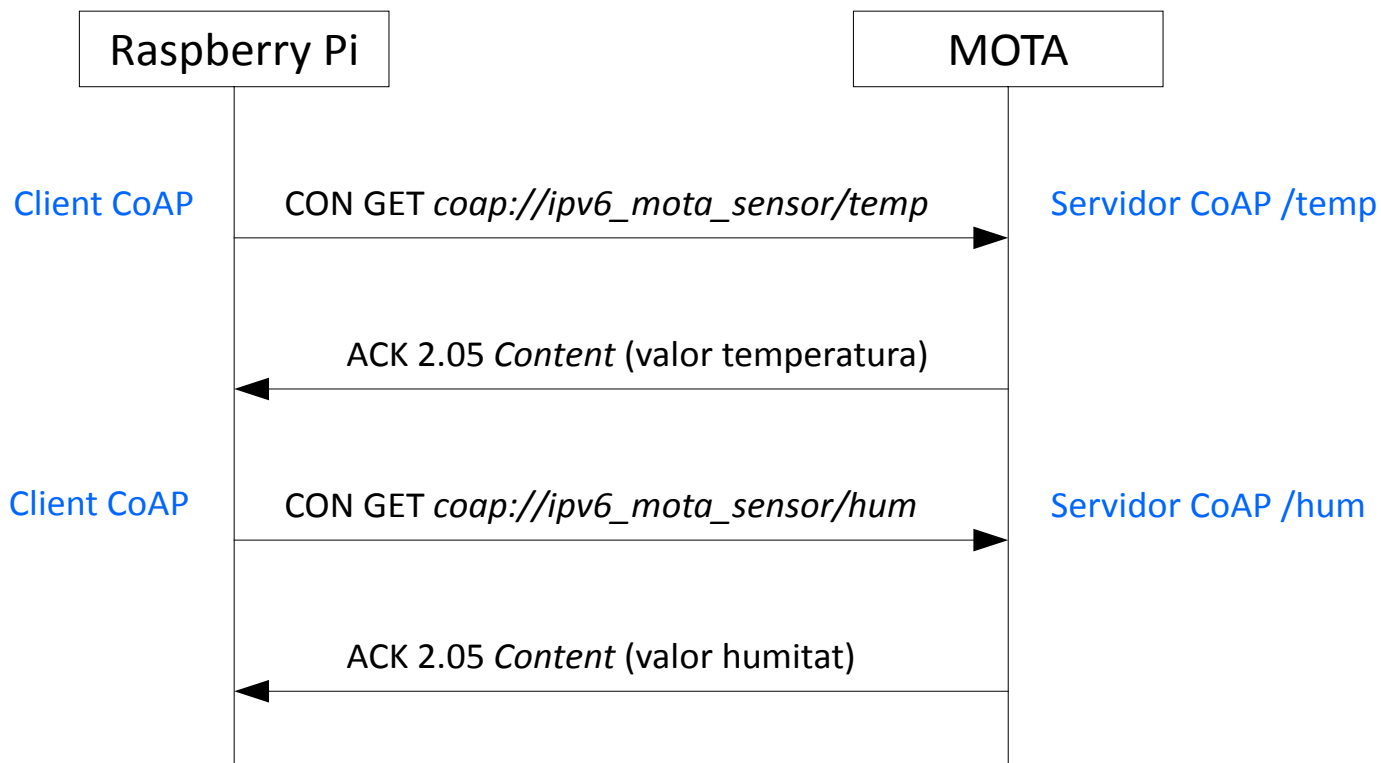 Raspberry Pi
MOTA
Client CoAP
CON GET coap://ipv6_mota_sensor/temp
Servidor CoAP /temp
ACK 2.05 Content (valor temperatura)
Client CoAP
CON GET coap://ipv6_mota_sensor/hum
Servidor CoAP /hum
ACK 2.05 Content (valor humitat)